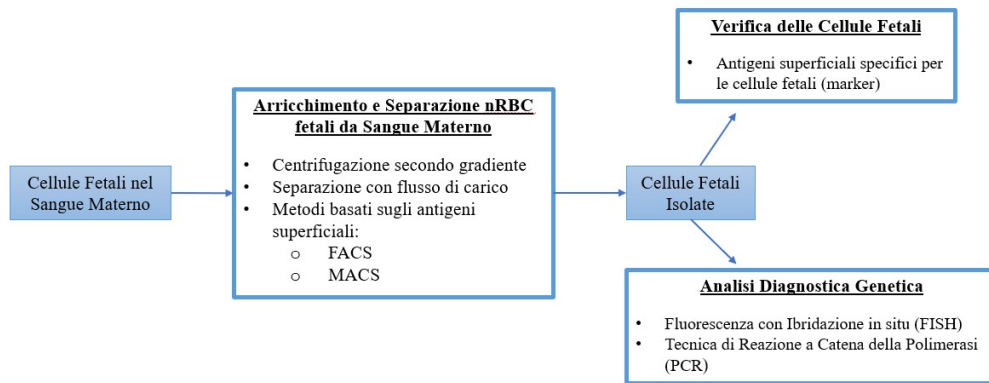 Cellule Fetali nel
Sangue Materno
Arricchimento e Separazione nRBC
fetali da Sangue Materno
• Centrifugazione secondo gradiente
• Separazione con flusso di carico
• Metodi basati sugli antigeni
superficiali:
o FACS
o MACS
Cellule Fetali
Isolate
Verifica delle Cellule Fetali
• Antigeni superficiali specifici per
le cellule fetali (marker)
Analisi Diagnostica Genetica
• Fluorescenza con Ibridazione in situ (FISH)
• Tecnica di Reazione a Catena della Polimerasi
(PCR)